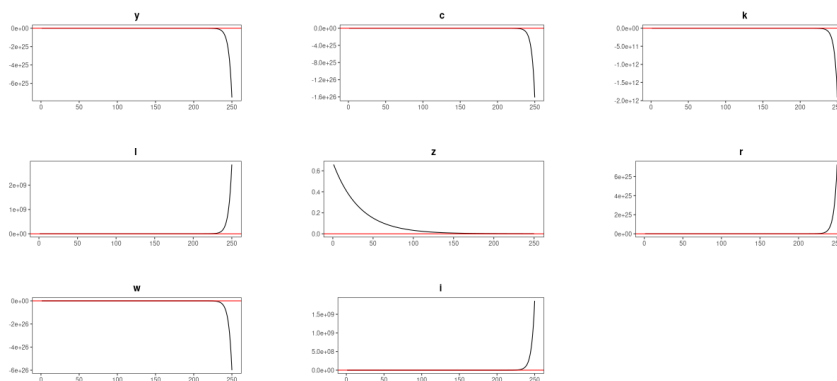 y
c
k
0e+00
-2e+25
-4e+25
-6e+25
0 50 100 150 200 250
0.0e+00
-4.0e+25
-8.0e+25
-1.2e+26
-1.6e+26
0 50 100 150 200 250
0.0e+00
-5.0e+11
-1.0e+12
-1.5e+12
-2.0e+12
0 50 100 150 200 250
l
z
r
2e+09
1e+09
0e+00
0 50 100 150 200 250
0.6
0.4
0.2
0.0
0 50 100 150 200 250
6e+25
4e+25
2e+25
0e+00
0 50 100 150 200 250
w
i
0e+00
-2e+26
-4e+26
-6e+26
0 50 100 150 200 250
1.5e+09
1.0e+09
5.0e+08
0.0e+00
0 50 100 150 200 250